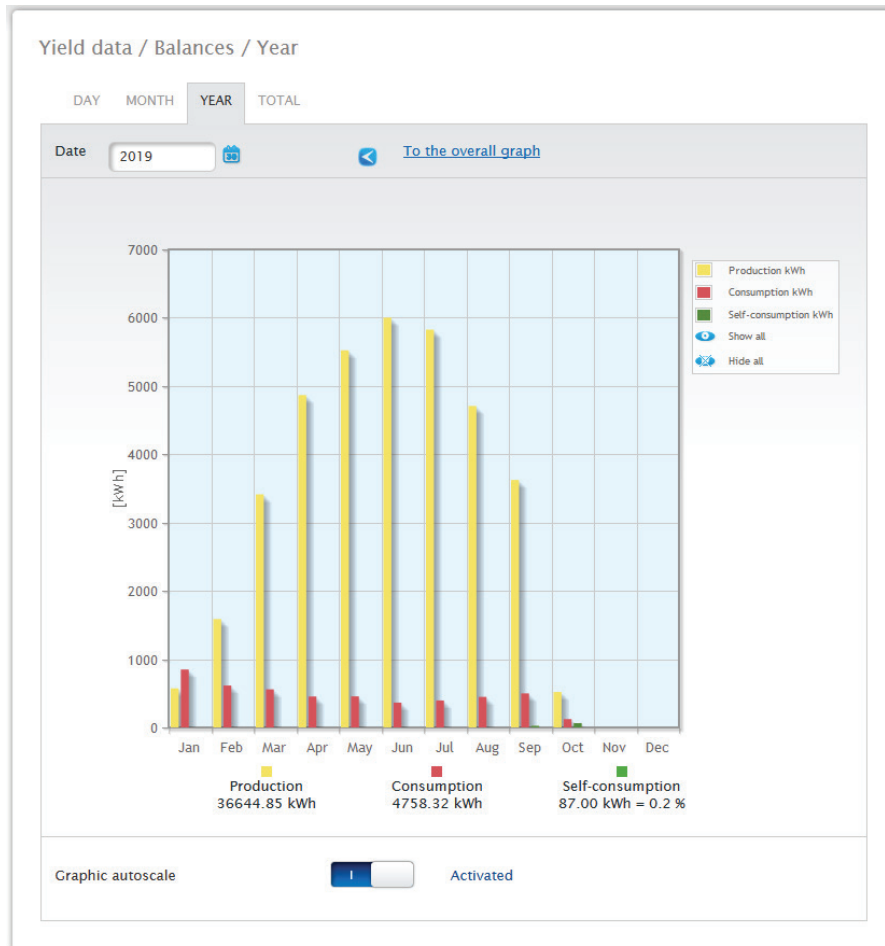 Yield data / Balances / Year
DAY MONTH YEAR TOTAL
Date 2019 30 To the overall graph
7000
6000
5000
4000
3000
2000
1000
0
[kWh]
Jan Feb Mar Apr May Jun Jul Aug Sep Oct Nov Dec
Production kWh
Consumption kWh
Self-consumption kWh
Show all
Hide all
Production Consumption Self-consumption
36644.85 kWh 4758.32 kWh 87.00 kWh = 0.2 %
Graphic autoscale I Activated